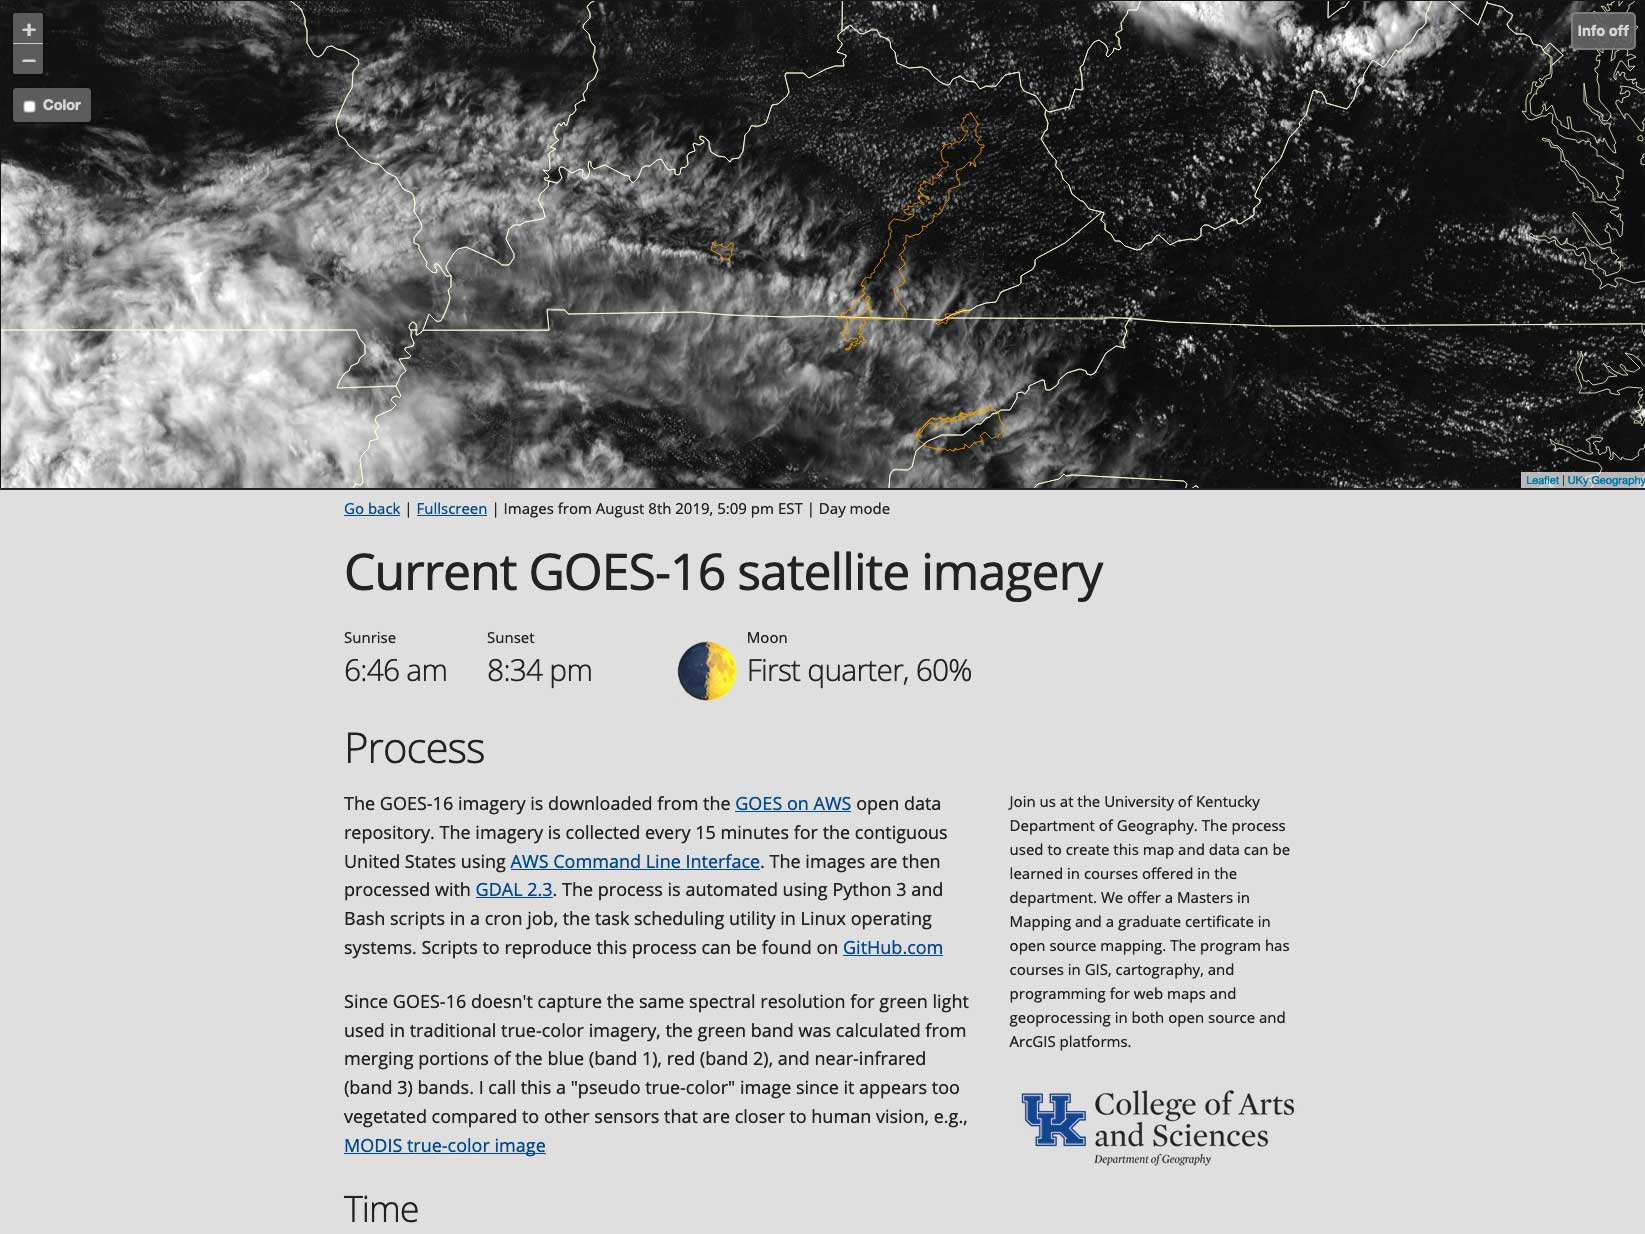 +
−
Color
Info off
Leaflet | UKy Geography
Go back | Fullscreen | Images from August 8th 2019, 5:09 pm EST | Day mode
Current GOES-16 satellite imagery
Sunrise
6:46 am
Sunset
8:34 pm
Moon
First quarter, 60%
Process
The GOES-16 imagery is downloaded from the GOES on AWS open data
repository. The imagery is collected every 15 minutes for the contiguous
United States using AWS Command Line Interface. The images are then
processed with GDAL 2.3. The process is automated using Python 3 and
Bash scripts in a cron job, the task scheduling utility in Linux operating
systems. Scripts to reproduce this process can be found on GitHub.com
Since GOES-16 doesn't capture the same spectral resolution for green light
used in traditional true-color imagery, the green band was calculated from
merging portions of the blue (band 1), red (band 2), and near-infrared
(band 3) bands. I call this a "pseudo true-color" image since it appears too
vegetated compared to other sensors that are closer to human vision, e.g.,
MODIS true-color image
Join us at the University of Kentucky
Department of Geography. The process
used to create this map and data can be
learned in courses offered in the
department. We offer a Masters in
Mapping and a graduate certificate in
open source mapping. The program has
courses in GIS, cartography, and
programming for web maps and
geoprocessing in both open source and
ArcGIS platforms.
UK
College of Arts
and Sciences
Department of Geography
Time